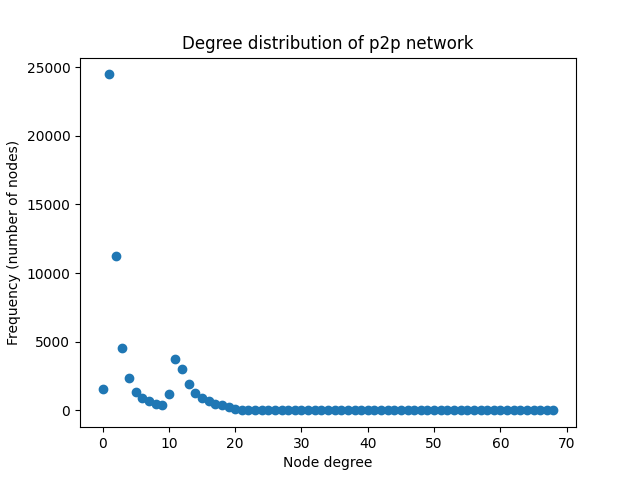 Degree distribution of p2p network
Frequency (number of nodes)
25000
20000
15000
10000
5000
0
0 10 20 30 40 50 60 70
Node degree